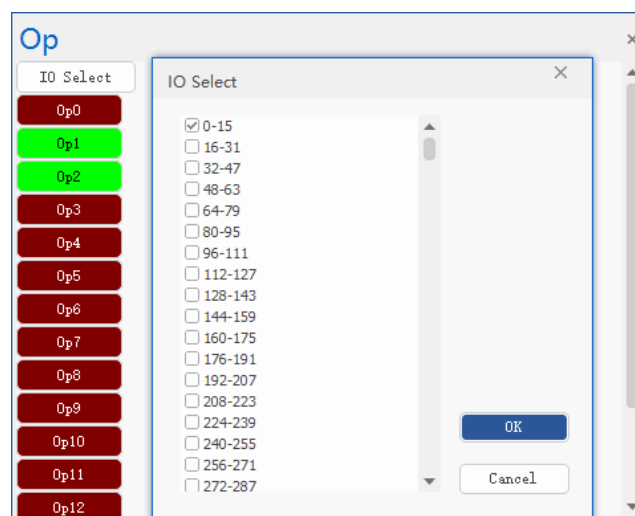 Op
IO Select
Op0
Op1
Op2
Op3
Op4
Op5
Op6
Op7
Op8
Op9
Op10
Op11
Op12
IO Select
0-15
16-31
32-47
48-63
64-79
80-95
96-111
112-127
128-143
144-159
160-175
176-191
192-207
208-223
224-239
240-255
256-271
272-287
OK
Cancel